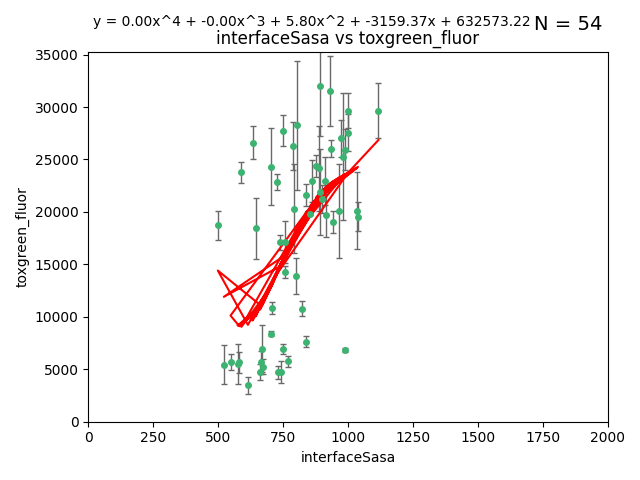 y = 0.00x^4 + -0.00x^3 + 5.80x^2 + -3159.37x + 632573.22 N = 54
interfaceSasa vs toxgreen_fluor
35000
30000
25000
20000
15000
10000
5000
0
toxgreen_fluor
0 250 500 750 1000 1250 1500 1750 2000
interfaceSasa